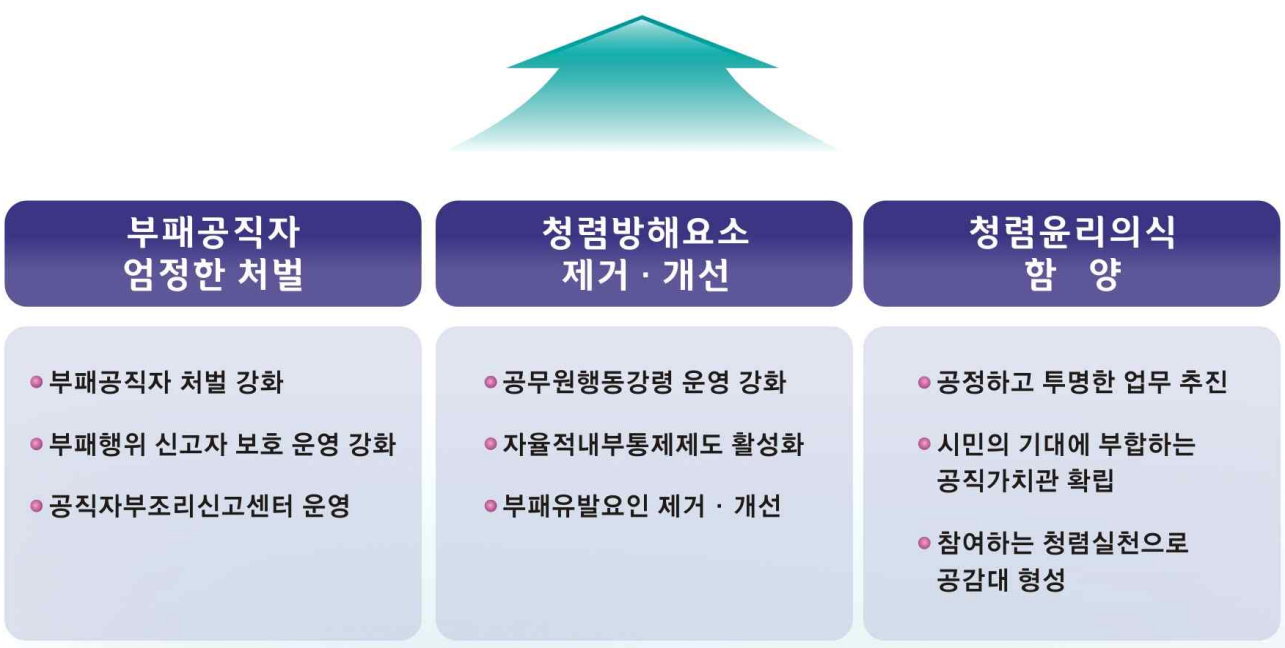 부패공직자
엄정한 처벌
부패공직자 처벌 강화
부패행위 신고자 보호 운영 강화
공직자부조리신고센터 운영
청렴방해요소
제거 · 개선
공무원행동강령 운영 강화
자율적내부통제제도 활성화
부패유발요인 제거 · 개선
청렴윤리의식
함 양
공정하고 투명한 업무 추진
시민의 기대에 부합하는
공직가치관 확립
참여하는 청렴실천으로
공감대 형성